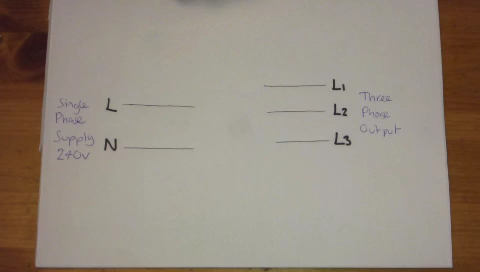 Single
Phase
Supply
240v
L
N
L1
L2
L3
Three
Phase
Output